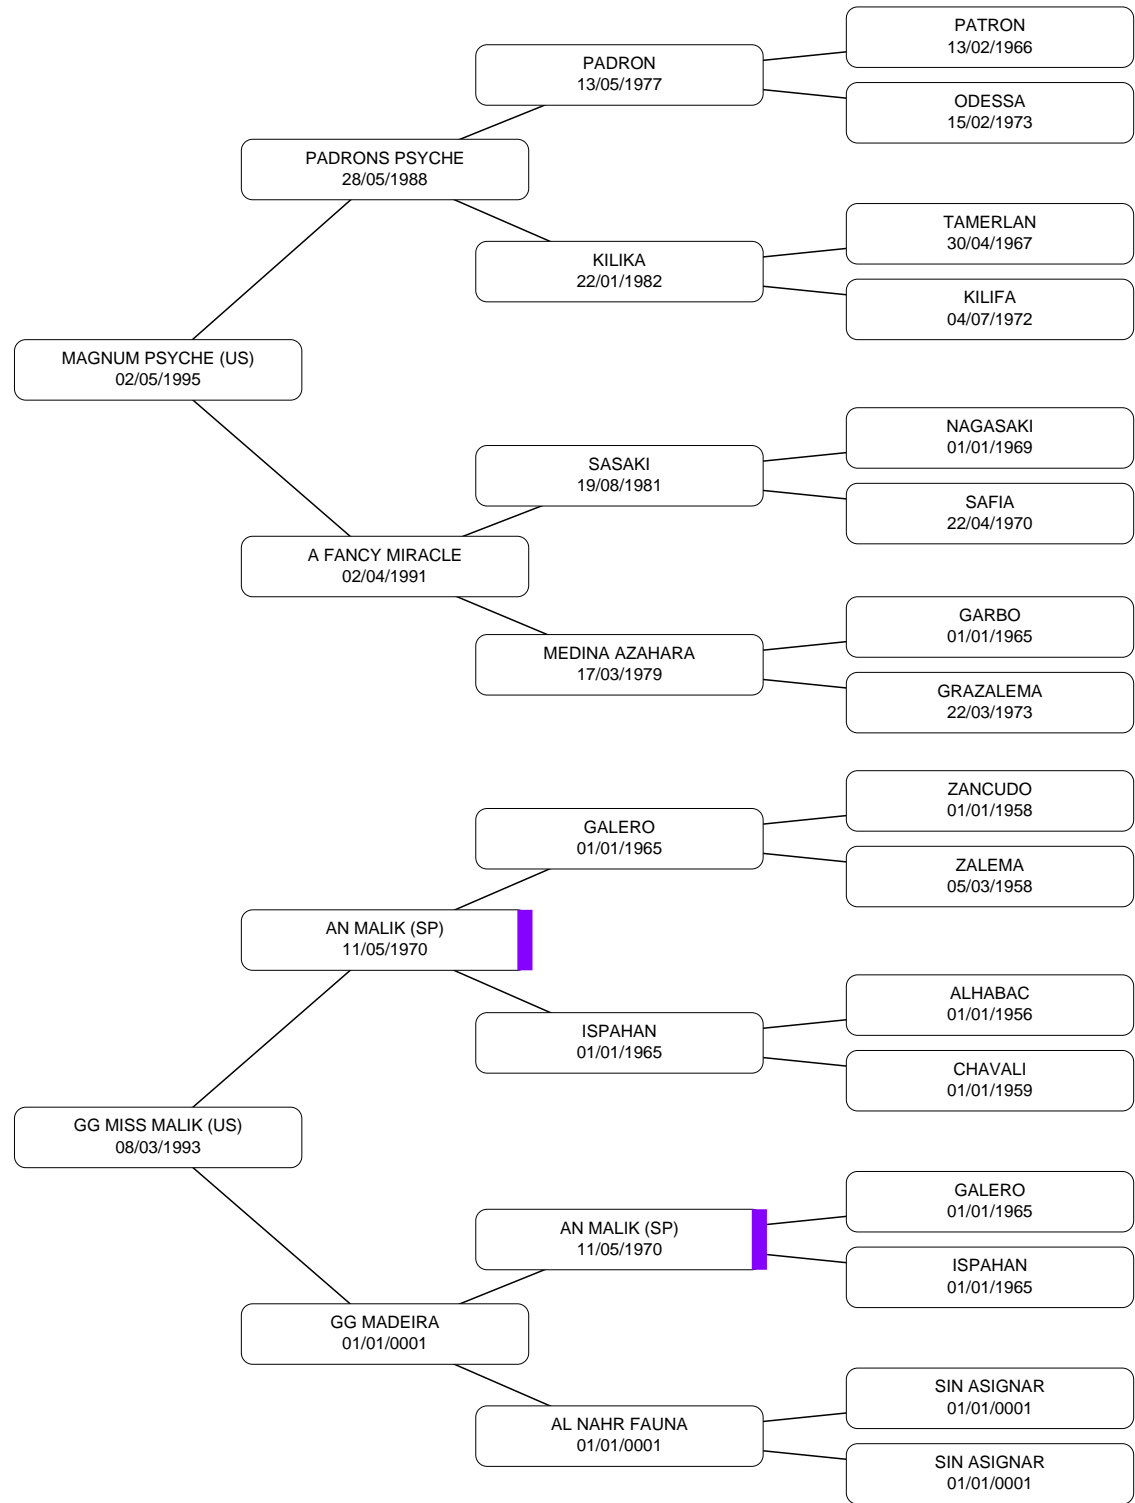 PATRON
13/02/1966
PADRON
13/05/1977
ODESSA
15/02/1973
PADRONS PSYCHE
28/05/1988
TAMERLAN
30/04/1967
KILIKA
22/01/1982
KILIFA
04/07/1972
MAGNUM PSYCHE (US)
02/05/1995
NAGASAKI
01/01/1969
SASAKI
19/08/1981
SAFIA
22/04/1970
A FANCY MIRACLE
02/04/1991
GARBO
01/01/1965
MEDINA AZAHARA
17/03/1979
GRAZALEMA
22/03/1973
ZANCUDO
01/01/1958
GALERO
01/01/1965
ZALEMA
05/03/1958
AN MALIK (SP)
11/05/1970
ALHABAC
01/01/1956
ISPAHAN
01/01/1965
CHAVALI
01/01/1959
GG MISS MALIK (US)
08/03/1993
GALERO
01/01/1965
AN MALIK (SP)
11/05/1970
ISPAHAN
01/01/1965
GG MADEIRA
01/01/0001
SIN ASIGNAR
01/01/0001
AL NAHR FAUNA
01/01/0001
SIN ASIGNAR
01/01/0001